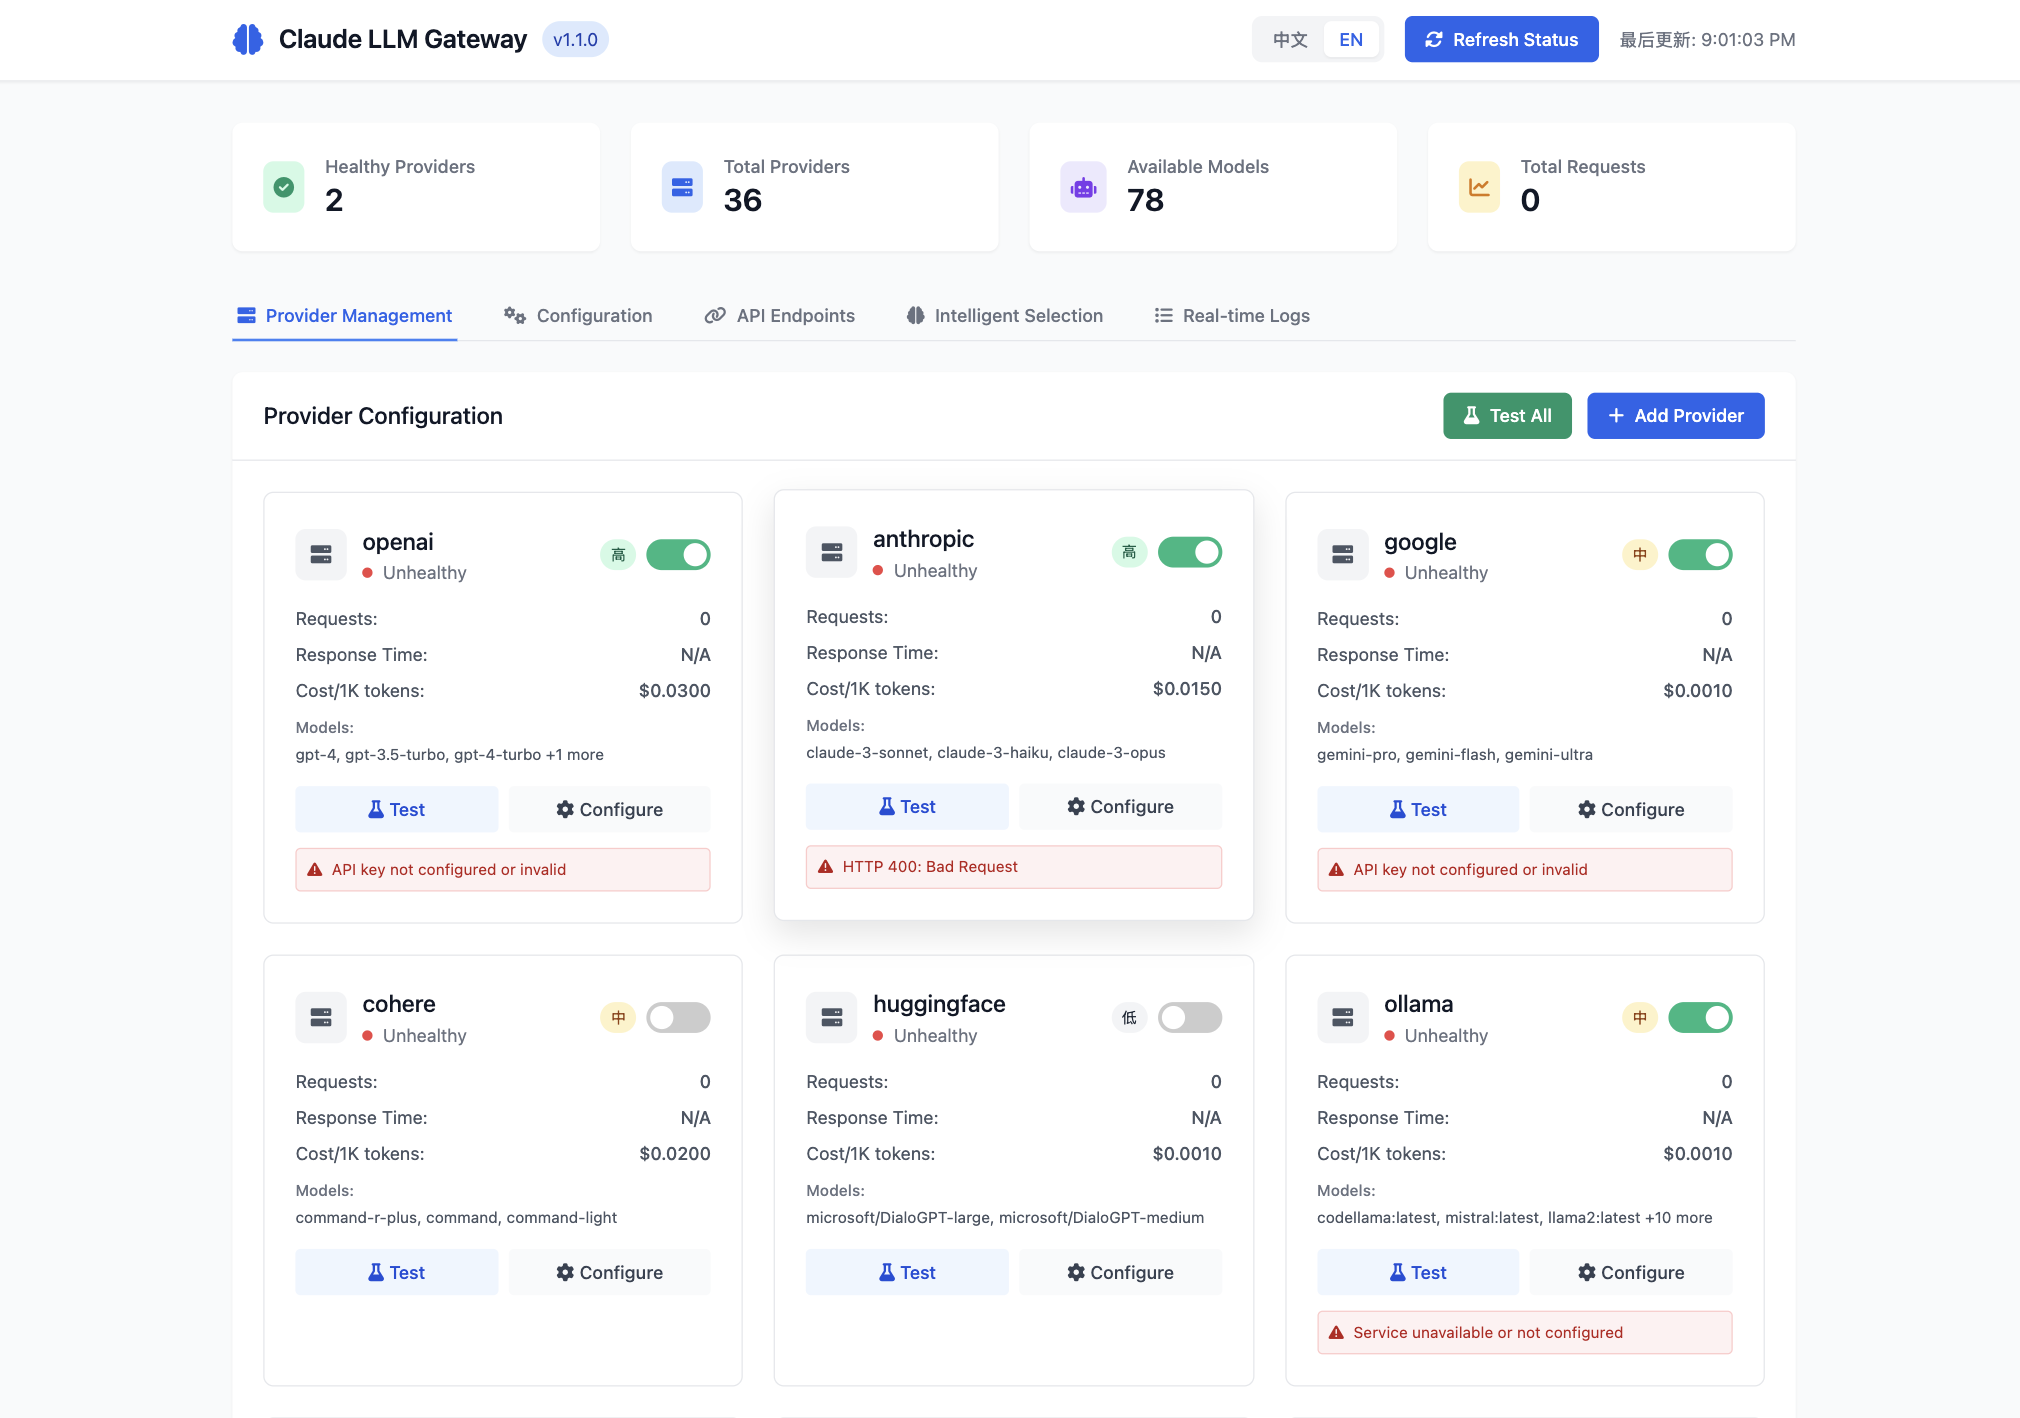 Claude LLM Gateway v1.1.0 中文 EN Refresh Status 最后更新: 9:01:03 PM
Healthy Providers
2
Total Providers
36
Available Models
78
Total Requests
0
Provider Management Configuration API Endpoints Intelligent Selection Real-time Logs
Provider Configuration Test All Add Provider
openai 高
Unhealthy
Requests: 0
Response Time: N/A
Cost/1K tokens: $0.0300
Models:
gpt-4, gpt-3.5-turbo, gpt-4-turbo +1 more
Test Configure
API key not configured or invalid
anthropic 高
Unhealthy
Requests: 0
Response Time: N/A
Cost/1K tokens: $0.0150
Models:
claude-3-sonnet, claude-3-haiku, claude-3-opus
Test Configure
HTTP 400: Bad Request
google 中
Unhealthy
Requests: 0
Response Time: N/A
Cost/1K tokens: $0.0010
Models:
gemini-pro, gemini-flash, gemini-ultra
Test Configure
API key not configured or invalid
cohere 中
Unhealthy
Requests: 0
Response Time: N/A
Cost/1K tokens: $0.0200
Models:
command-r-plus, command, command-light
Test Configure
huggingface 低
Unhealthy
Requests: 0
Response Time: N/A
Cost/1K tokens: $0.0010
Models:
microsoft/DialoGPT-large, microsoft/DialoGPT-medium
Test Configure
ollama 中
Unhealthy
Requests: 0
Response Time: N/A
Cost/1K tokens: $0.0010
Models:
codellama:latest, mistral:latest, llama2:latest +10 more
Test Configure
Service unavailable or not configured